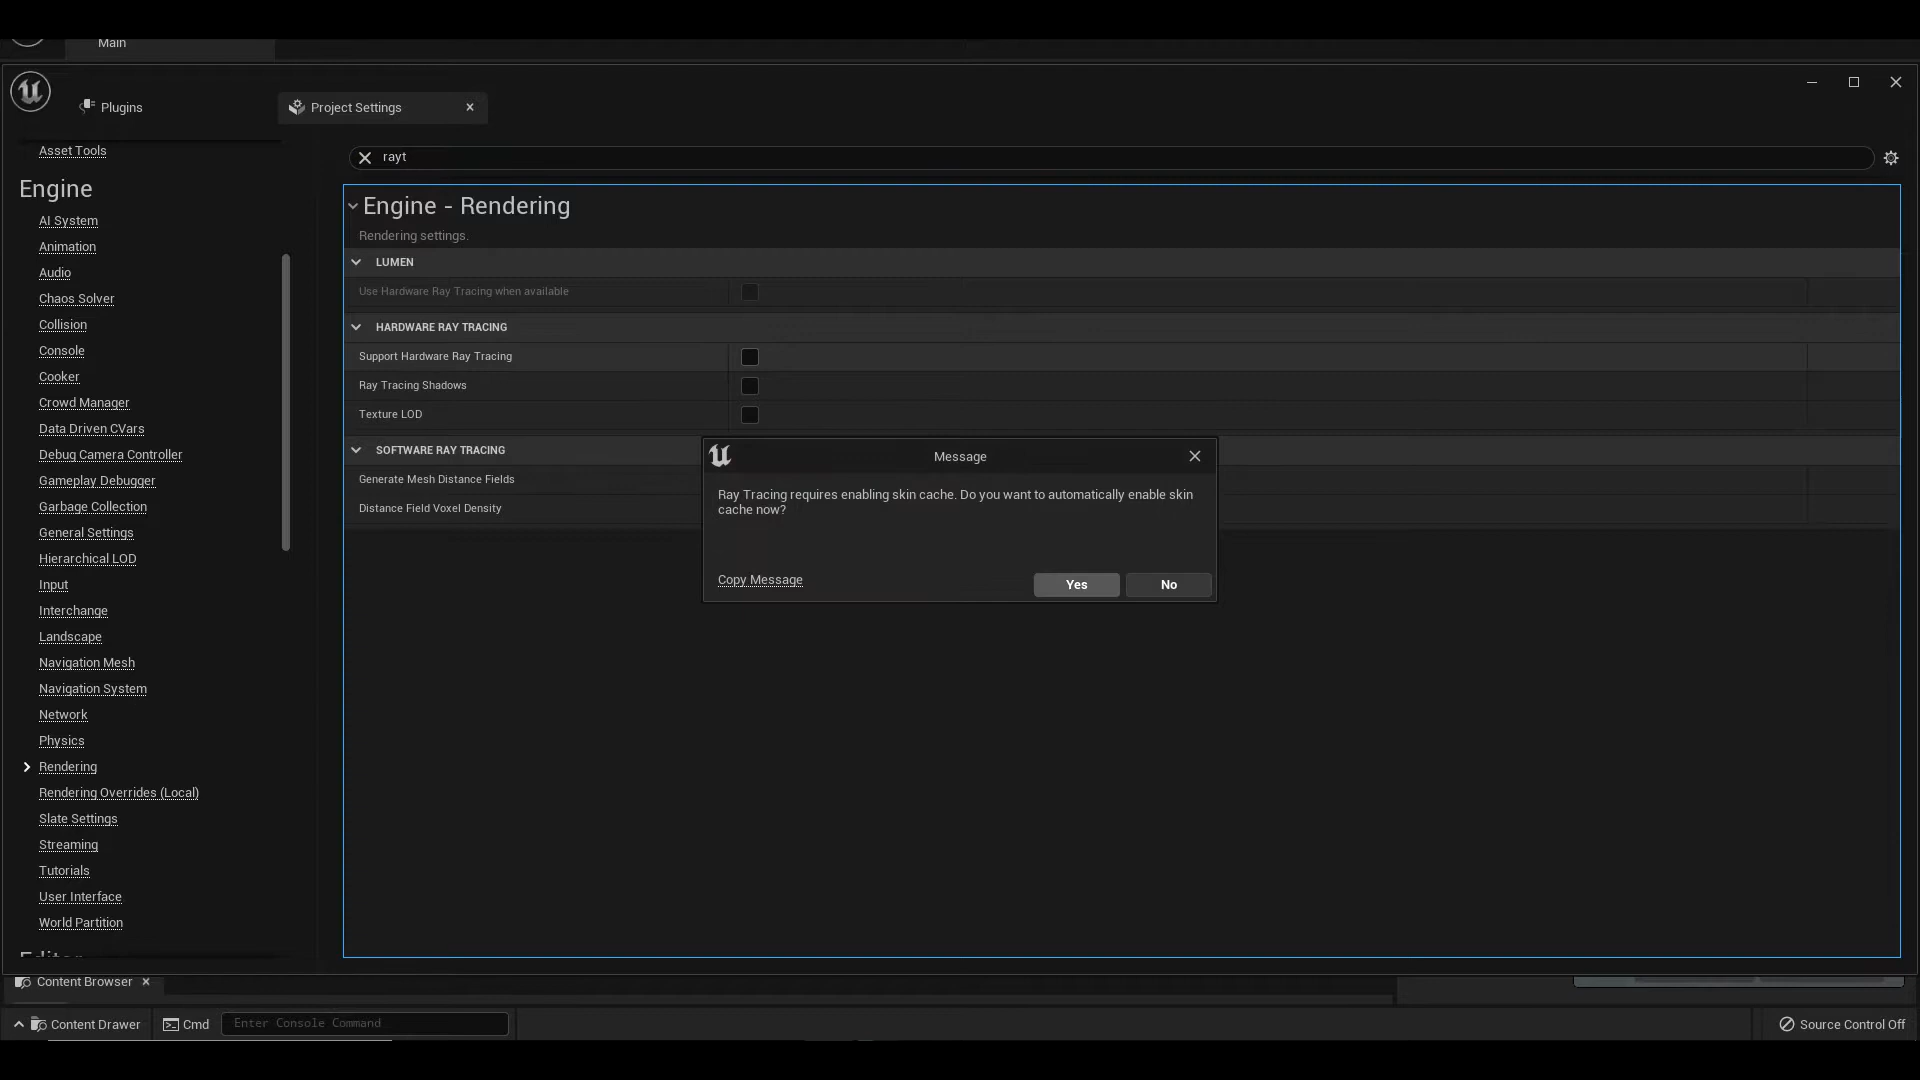 Main
Plugins
Project Settings
Asset Tools
Engine
AI System
Animation
Audio
Chaos Solver
Collision
Console
Cooker
Crowd Manager
Data Driven CVars
Debug Camera Controller
Gameplay Debugger
Garbage Collection
General Settings
Hierarchical LOD
Input
Interchange
Landscape
Navigation Mesh
Navigation System
Network
Physics
Rendering
Rendering Overrides (Local)
Slate Settings
Streaming
Tutorials
User Interface
World Partition
Editor
rayt
Engine - Rendering
Rendering settings.
LUMEN
Use Hardware Ray Tracing when available
HARDWARE RAY TRACING
Support Hardware Ray Tracing
Ray Tracing Shadows
Texture LOD
SOFTWARE RAY TRACING
Generate Mesh Distance Fields
Distance Field Voxel Density
Message
Ray Tracing requires enabling skin cache. Do you want to automatically enable skin
cache now?
Copy Message
Yes
No
Content Browser
Content Drawer
Cmd
Enter Console Command
Source Control Off